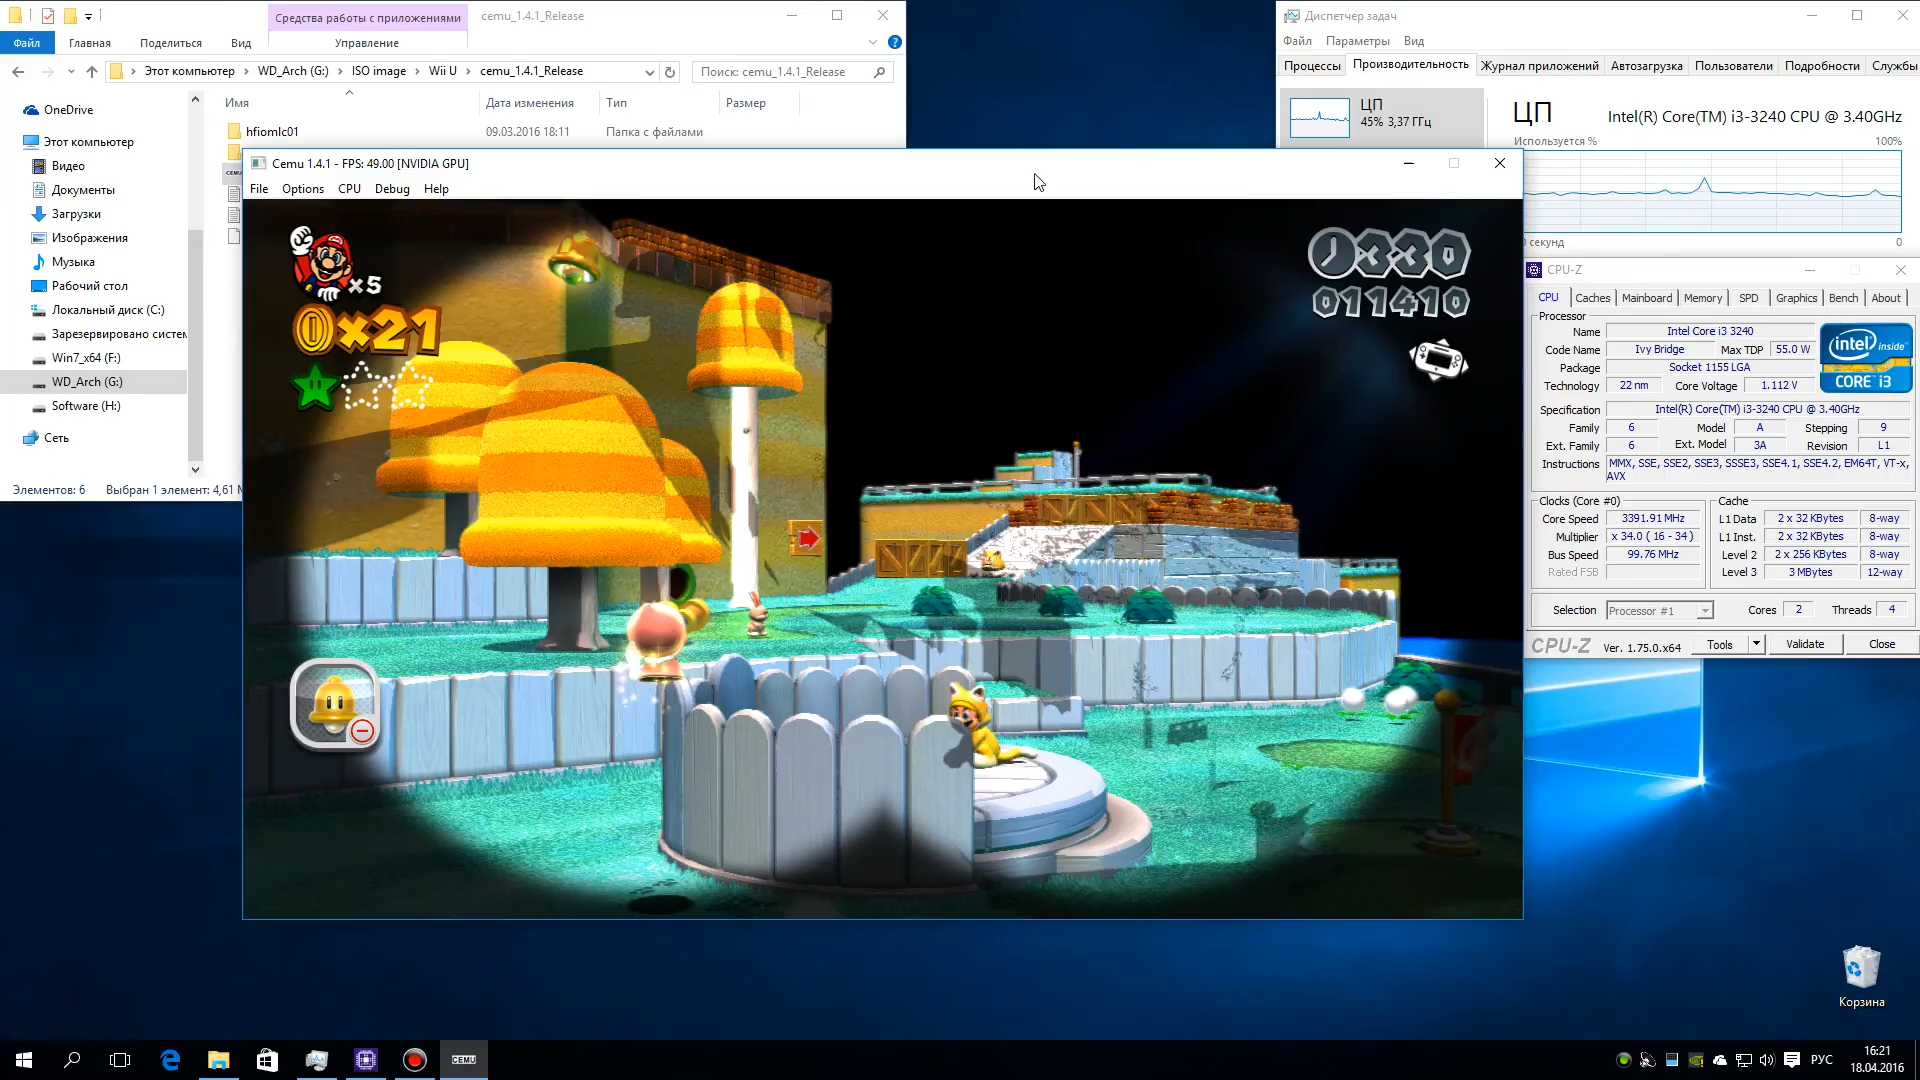 Средства работы с приложениями
cemu_1.4.1_Release
Файл
Главная
Поделиться
Вид
Управление
Этот компьютер
WD_Arch (G:)
ISO image
Wii U
cemu_1.4.1_Release
Поиск: cemu_1.4.1_Release
OneDrive
Этот компьютер
Видео
Документы
Загрузки
Изображения
Музыка
Рабочий стол
Локальный диск (C:)
Зарезервировано систем
Win7_x64 (F:)
WD_Arch (G:)
Software (H:)
Сеть
Имя
Дата изменения
Тип
Размер
hfiomlc01
09.03.2016 18:11
Папка с файлами
Элементов: 6
Выбран 1 элемент: 4,61 M
Cemu 1.4.1 - FPS: 49.00 [NVIDIA GPU]
File Options CPU Debug Help
×5
×21
330
011410
Диспетчер задач
Файл Параметры Вид
Процессы
Производительность
Журнал приложений
Автозагрузка
Пользователи
Подробности
Службы
ЦП
45% 3,37 ГГц
ЦП
Intel(R) Core(TM) i3-3240 CPU @ 3.40GHz
Используется %
100%
секунд
0
CPU-Z
CPU Caches Mainboard Memory SPD Graphics Bench About
Processor
Name Intel Core i3 3240
Code Name Ivy Bridge Max TDP 55.0 W
Package Socket 1155 LGA
Technology 22 nm Core Voltage 1.112 V
intel inside
CORE i3
Specification Intel(R) Core(TM) i3-3240 CPU @ 3.40GHz
Family 6 Model A Stepping 9
Ext. Family 6 Ext. Model 3A Revision L1
Instructions MMX, SSE, SSE2, SSE3, SSSE3, SSE4.1, SSE4.2, EM64T, VT-x,
AVX
Clocks (Core #0)
Core Speed 3391.91 MHz
Multiplier x 34.0 ( 16 - 34 )
Bus Speed 99.76 MHz
Rated FSB
Cache
L1 Data 2 x 32 KBytes 8-way
L1 Inst. 2 x 32 KBytes 8-way
Level 2 2 x 256 KBytes 8-way
Level 3 3 MBytes 12-way
Selection Processor #1 Cores 2 Threads 4
CPU-Z Ver. 1.75.0.x64 Tools Validate Close
Корзина
CEMU
РУС
16:21
18.04.2016